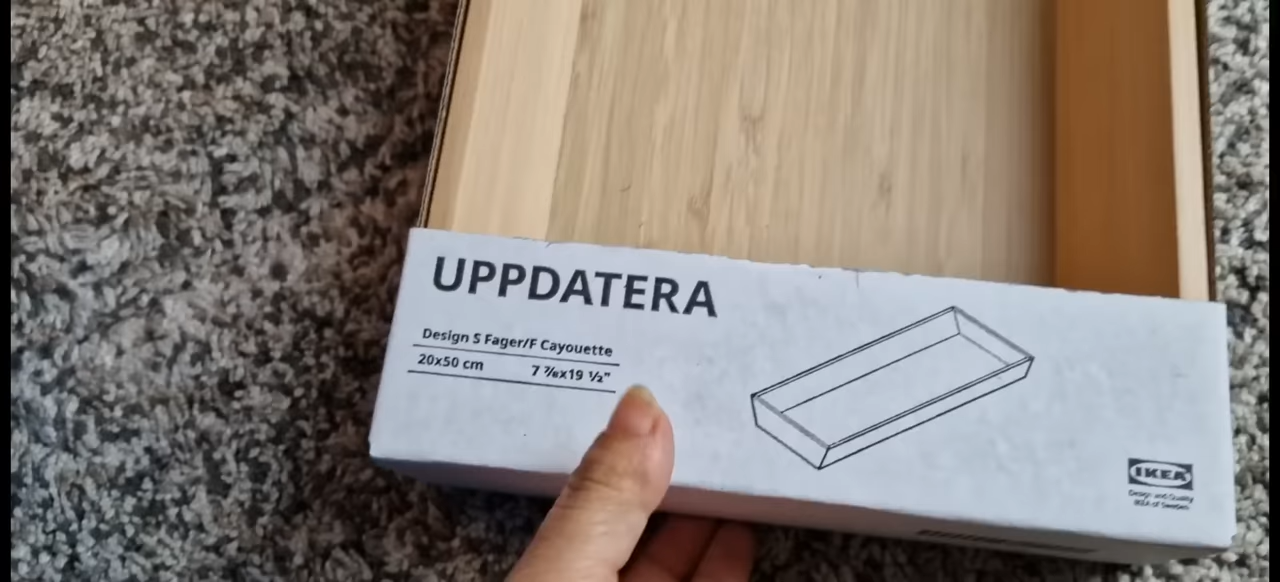 UPPDATERA
Design S Fager/F Cayouette
20x50 cm 7 ⅞x19 ½"
IKEA
Design and Quality
IKEA of Sweden